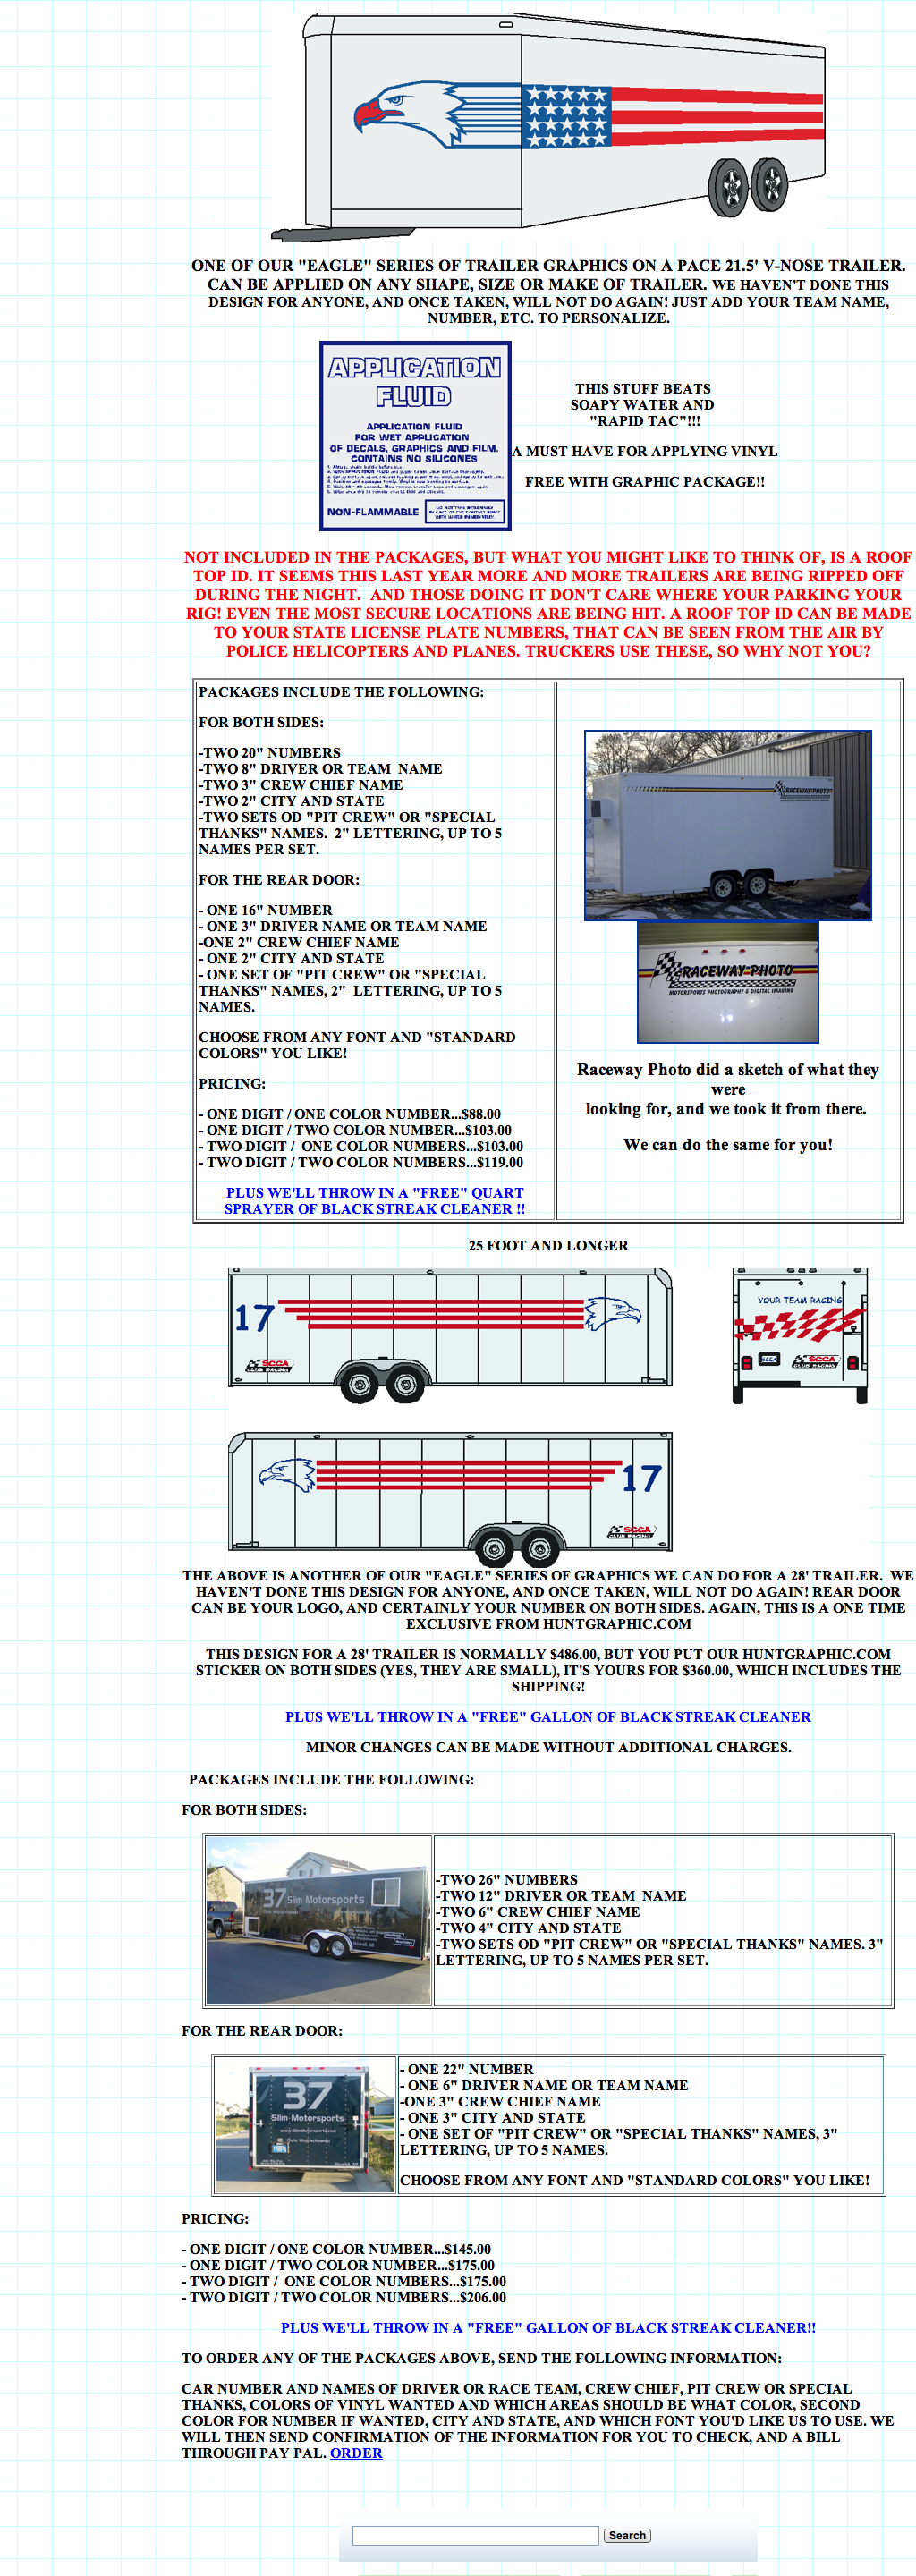 ONE OF OUR "EAGLE" SERIES OF TRAILER GRAPHICS ON A PACE 21.5' V-NOSE TRAILER.
CAN BE APPLIED ON ANY SHAPE, SIZE OR MAKE OF TRAILER. WE HAVEN'T DONE THIS
DESIGN FOR ANYONE, AND ONCE TAKEN, WILL NOT DO AGAIN! JUST ADD YOUR TEAM NAME,
NUMBER, ETC. TO PERSONALIZE.
APPLICATION
FLUID
APPLICATION FLUID
FOR WET APPLICATION
OF DECALS, GRAPHICS AND FILM.
CONTAINS NO SILICONES
NON-FLAMMABLE
THIS STUFF BEATS
SOAPY WATER AND
"RAPID TAC"!!!
A MUST HAVE FOR APPLYING VINYL
FREE WITH GRAPHIC PACKAGE!!
NOT INCLUDED IN THE PACKAGES, BUT WHAT YOU MIGHT LIKE TO THINK OF, IS A ROOF
TOP ID. IT SEEMS THIS LAST YEAR MORE AND MORE TRAILERS ARE BEING RIPPED OFF
DURING THE NIGHT.  AND THOSE DOING IT DON'T CARE WHERE YOUR PARKING YOUR
RIG! EVEN THE MOST SECURE LOCATIONS ARE BEING HIT. A ROOF TOP ID CAN BE MADE
TO YOUR STATE LICENSE PLATE NUMBERS, THAT CAN BE SEEN FROM THE AIR BY
POLICE HELICOPTERS AND PLANES. TRUCKERS USE THESE, SO WHY NOT YOU?
PACKAGES INCLUDE THE FOLLOWING:
FOR BOTH SIDES:
-TWO 20" NUMBERS
-TWO 8" DRIVER OR TEAM  NAME
-TWO 3" CREW CHIEF NAME
-TWO 2" CITY AND STATE
-TWO SETS OD "PIT CREW" OR "SPECIAL
THANKS" NAMES.  2" LETTERING, UP TO 5
NAMES PER SET.
FOR THE REAR DOOR:
- ONE 16" NUMBER
- ONE 3" DRIVER NAME OR TEAM NAME
-ONE 2" CREW CHIEF NAME
- ONE 2" CITY AND STATE
- ONE SET OF "PIT CREW" OR "SPECIAL
THANKS" NAMES, 2"  LETTERING, UP TO 5
NAMES.
CHOOSE FROM ANY FONT AND "STANDARD
COLORS" YOU LIKE!
PRICING:
- ONE DIGIT / ONE COLOR NUMBER...$88.00
- ONE DIGIT / TWO COLOR NUMBER...$103.00
- TWO DIGIT /  ONE COLOR NUMBERS...$103.00
- TWO DIGIT / TWO COLOR NUMBERS...$119.00
PLUS WE'LL THROW IN A "FREE" QUART
SPRAYER OF BLACK STREAK CLEANER !!
RACEWAY PHOTO
RACEWAY PHOTO
MOTORSPORTS PHOTOGRAPHY & DIGITAL IMAGING
Raceway Photo did a sketch of what they
were
looking for, and we took it from there.
We can do the same for you!
25 FOOT AND LONGER
17
SCCA
CLUB RACING
YOUR TEAM RACING
SCCA
SCCA
CLUB RACING
17
SCCA
CLUB RACING
THE ABOVE IS ANOTHER OF OUR "EAGLE" SERIES OF GRAPHICS WE CAN DO FOR A 28' TRAILER.  WE
HAVEN'T DONE THIS DESIGN FOR ANYONE, AND ONCE TAKEN, WILL NOT DO AGAIN! REAR DOOR
CAN BE YOUR LOGO, AND CERTAINLY YOUR NUMBER ON BOTH SIDES. AGAIN, THIS IS A ONE TIME
EXCLUSIVE FROM HUNTGRAPHIC.COM
THIS DESIGN FOR A 28' TRAILER IS NORMALLY $486.00, BUT YOU PUT OUR HUNTGRAPHIC.COM
STICKER ON BOTH SIDES (YES, THEY ARE SMALL), IT'S YOURS FOR $360.00, WHICH INCLUDES THE
SHIPPING!
PLUS WE'LL THROW IN A "FREE" GALLON OF BLACK STREAK CLEANER
MINOR CHANGES CAN BE MADE WITHOUT ADDITIONAL CHARGES.
PACKAGES INCLUDE THE FOLLOWING:
FOR BOTH SIDES:
37 Slim Motorsports
-TWO 26" NUMBERS
-TWO 12" DRIVER OR TEAM  NAME
-TWO 6" CREW CHIEF NAME
-TWO 4" CITY AND STATE
-TWO SETS OD "PIT CREW" OR "SPECIAL THANKS" NAMES. 3"
LETTERING, UP TO 5 NAMES PER SET.
FOR THE REAR DOOR:
37
Slim Motorsports
- ONE 22" NUMBER
- ONE 6" DRIVER NAME OR TEAM NAME
-ONE 3" CREW CHIEF NAME
- ONE 3" CITY AND STATE
- ONE SET OF "PIT CREW" OR "SPECIAL THANKS" NAMES, 3"
LETTERING, UP TO 5 NAMES.
CHOOSE FROM ANY FONT AND "STANDARD COLORS" YOU LIKE!
PRICING:
- ONE DIGIT / ONE COLOR NUMBER...$145.00
- ONE DIGIT / TWO COLOR NUMBER...$175.00
- TWO DIGIT /  ONE COLOR NUMBERS...$175.00
- TWO DIGIT / TWO COLOR NUMBERS...$206.00
PLUS WE'LL THROW IN A "FREE" GALLON OF BLACK STREAK CLEANER!!
TO ORDER ANY OF THE PACKAGES ABOVE, SEND THE FOLLOWING INFORMATION:
CAR NUMBER AND NAMES OF DRIVER OR RACE TEAM, CREW CHIEF, PIT CREW OR SPECIAL
THANKS, COLORS OF VINYL WANTED AND WHICH AREAS SHOULD BE WHAT COLOR, SECOND
COLOR FOR NUMBER IF WANTED, CITY AND STATE, AND WHICH FONT YOU'D LIKE US TO USE. WE
WILL THEN SEND CONFIRMATION OF THE INFORMATION FOR YOU TO CHECK, AND A BILL
THROUGH PAY PAL. ORDER
Search